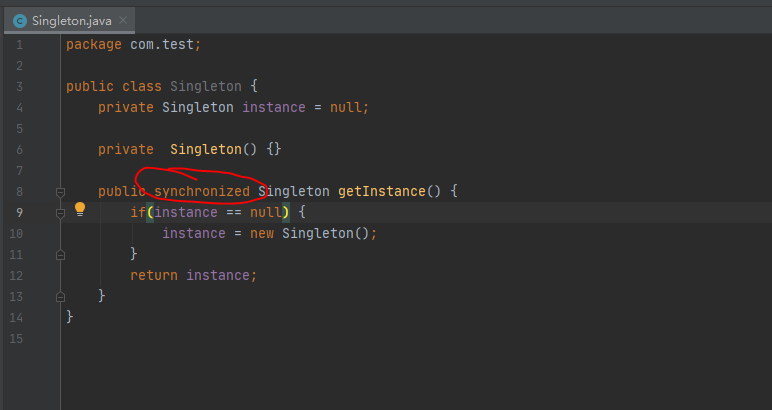 Singleton.java
1 package com.test;
2
3 public class Singleton {
4 private Singleton instance = null;
5
6 private  Singleton() {}
7
8 public synchronized Singleton getInstance() {
9 if(instance == null) {
10 instance = new Singleton();
11 }
12 return instance;
13 }
14 }
15